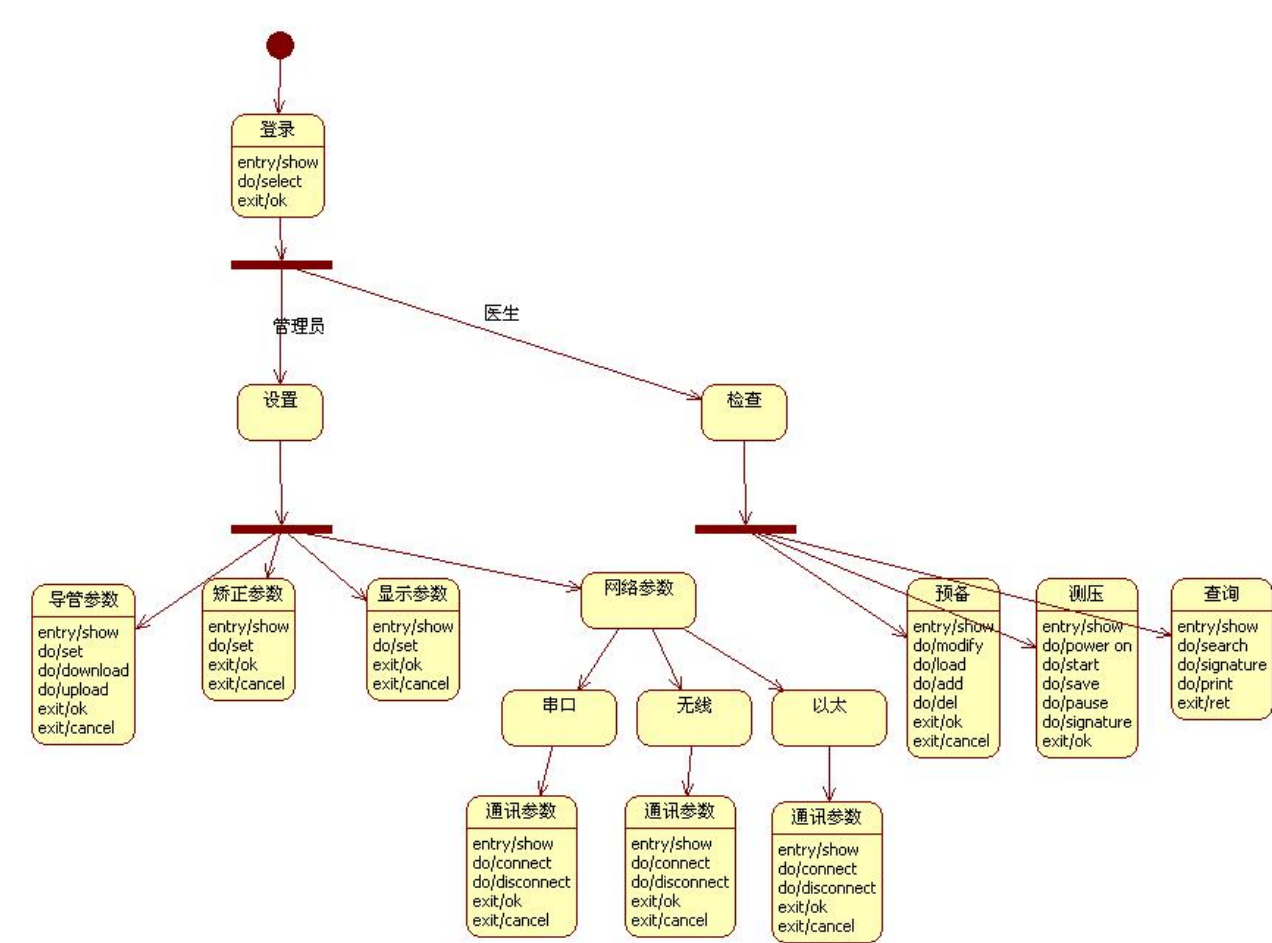 登录
entry/show
do/select
exit/ok
医生
管理员
设置
检查
导管参数
entry/show
do/set
do/download
do/upload
exit/ok
exit/cancel
矫正参数
entry/show
do/set
exit/ok
exit/cancel
显示参数
entry/show
do/set
exit/ok
exit/cancel
网络参数
预备
entry/show
do/modify
do/load
do/add
do/del
exit/ok
exit/cancel
测压
entry/show
do/power on
do/start
do/save
do/pause
do/signature
exit/ok
查询
entry/show
do/search
do/signature
do/print
exit/ret
串口
无线
以太
通讯参数
entry/show
do/connect
do/disconnect
exit/ok
exit/cancel
通讯参数
entry/show
do/connect
do/disconnect
exit/ok
exit/cancel
通讯参数
entry/show
do/connect
do/disconnect
exit/ok
exit/cancel